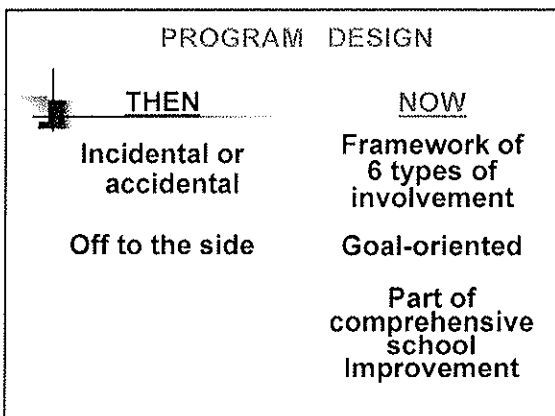 PROGRAM DESIGN
THEN
Incidental or
accidental
Off to the side
NOW
Framework of
6 types of
involvement
Goal-oriented
Part of
comprehensive
school
Improvement